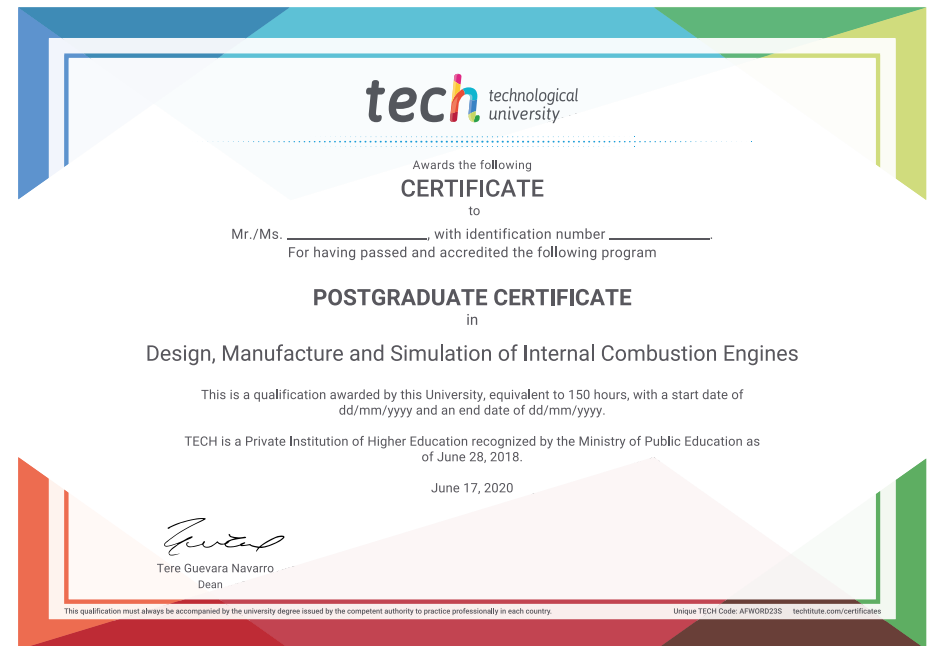 tech technological
university
Awards the following
CERTIFICATE
to
Mr./Ms. ____________________, with identification number ______________.
For having passed and accredited the following program
POSTGRADUATE CERTIFICATE
in
Design, Manufacture and Simulation of Internal Combustion Engines
This is a qualification awarded by this University, equivalent to 150 hours, with a start date of
dd/mm/yyyy and an end date of dd/mm/yyyy.
TECH is a Private Institution of Higher Education recognized by the Ministry of Public Education as
of June 28, 2018.
June 17, 2020
Tere Guevara Navarro
Dean
This qualification must always be accompanied by the university degree issued by the competent authority to practice professionally in each country.
Unique TECH Code: AFWORD23S techtitute.com/certificates